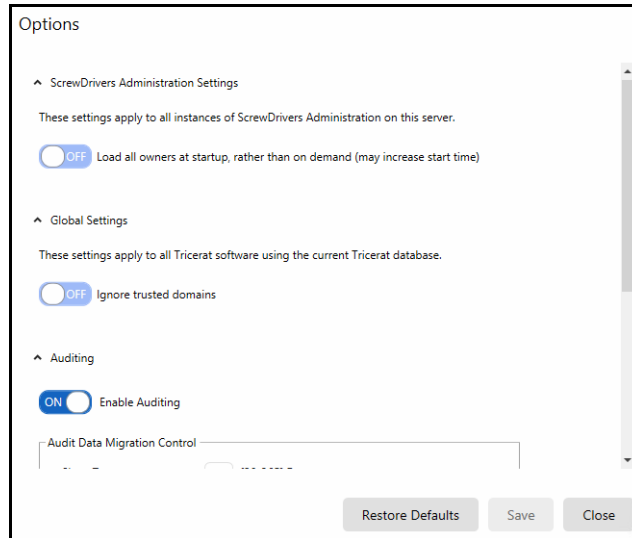 Options
ScrewDrivers Administration Settings
These settings apply to all instances of ScrewDrivers Administration on this server.
OFF Load all owners at startup, rather than on demand (may increase start time)
Global Settings
These settings apply to all Tricerat software using the current Tricerat database.
OFF Ignore trusted domains
Auditing
ON Enable Auditing
Audit Data Migration Control
Restore Defaults Save Close